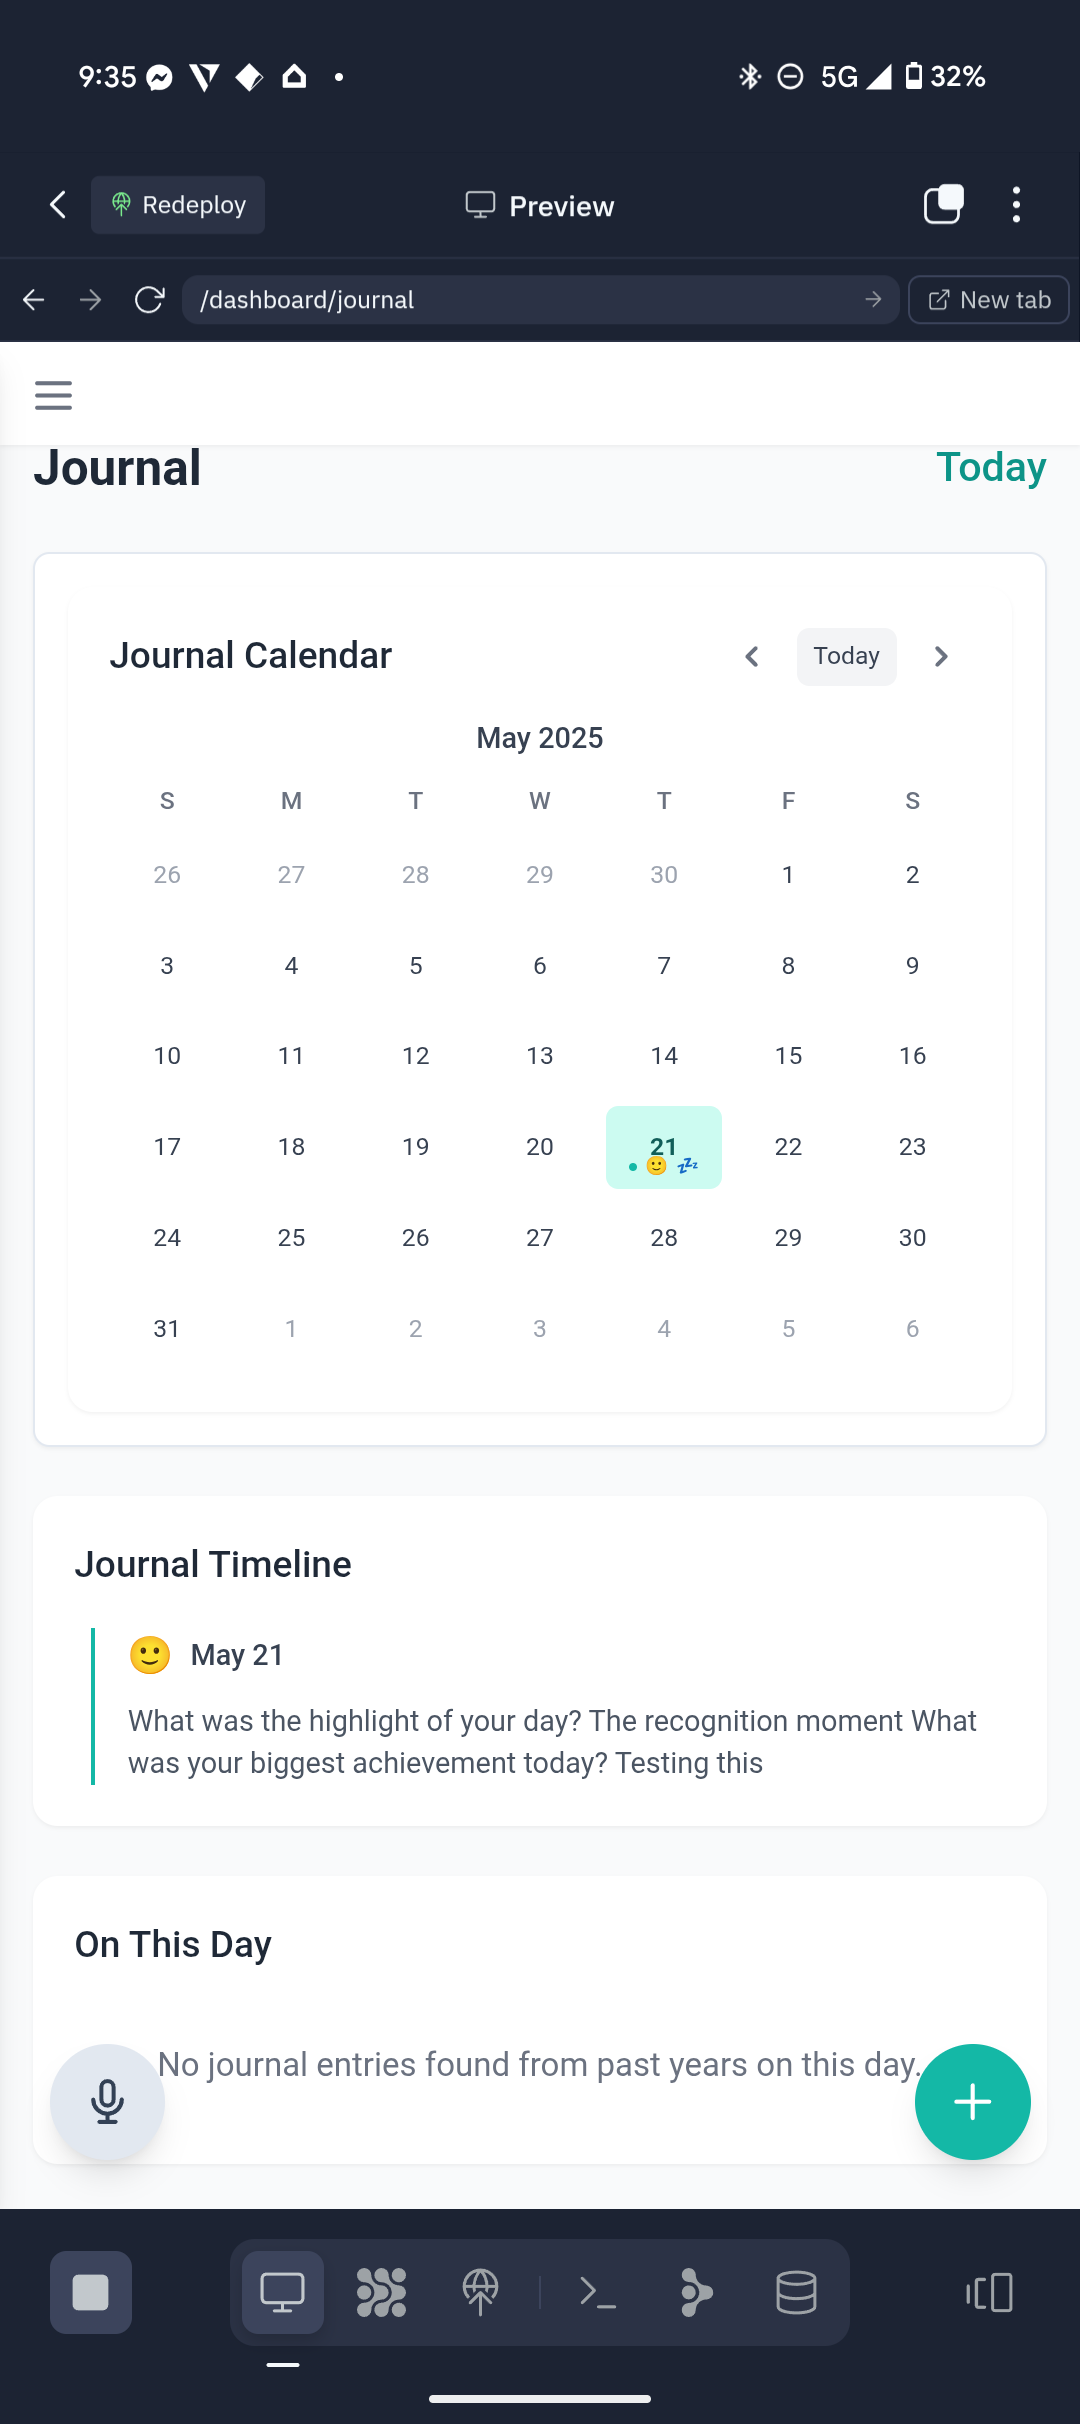 9:35
5G 32%
Redeploy
Preview
/dashboard/journal
New tab
Journal
Today
Journal Calendar
Today
May 2025
S M T W T F S
26 27 28 29 30 1 2
3 4 5 6 7 8 9
10 11 12 13 14 15 16
17 18 19 20 21 22 23
24 25 26 27 28 29 30
31 1 2 3 4 5 6
Journal Timeline
May 21
What was the highlight of your day? The recognition moment What
was your biggest achievement today? Testing this
On This Day
No journal entries found from past years on this day.